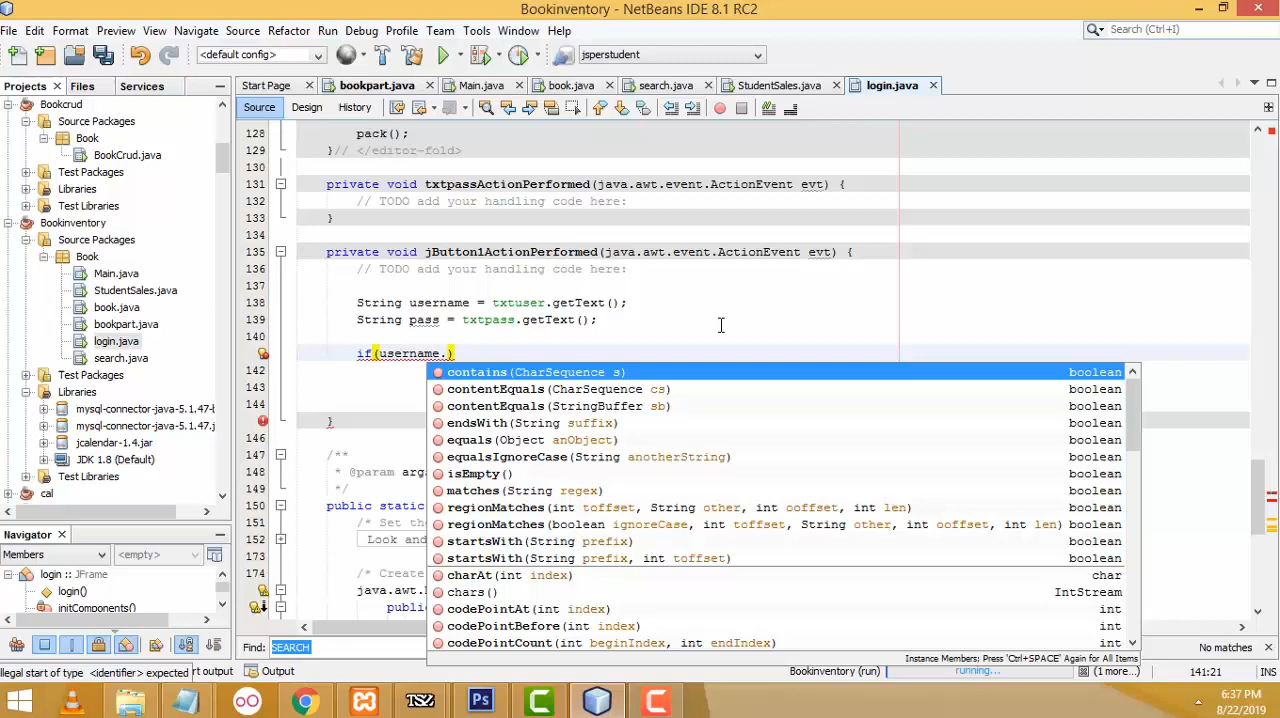 Bookinventory - NetBeans IDE 8.1 RC2
File Edit Format Preview View Navigate Source Refactor Run Debug Profile Team Tools Window Help
Search (Ctrl+I)
<default config>
jsperstudent
Projects Files Services
Start Page bookpart.java Main.java book.java search.java StudentSales.java login.java
Source Design History
Bookcrud
Source Packages
Book
BookCrud.java
Test Packages
Libraries
Test Libraries
Bookinventory
Source Packages
Book
Main.java
StudentSales.java
book.java
bookpart.java
login.java
search.java
Test Packages
Libraries
mysql-connector-java-5.1.47-b
mysql-connector-java-5.1.47.j
jcalendar-1.4.jar
JDK 1.8 (Default)
Test Libraries
cal
Navigator
Members <empty>
login :: JFrame
login()
initComponents()
128 pack();
129 }// </editor-fold>
130
131 private void txtpassActionPerformed(java.awt.event.ActionEvent evt) {
132 // TODO add your handling code here:
133 }
134
135 private void jButton1ActionPerformed(java.awt.event.ActionEvent evt) {
136 // TODO add your handling code here:
137
138 String username = txtuser.getText();
139 String pass = txtpass.getText();
140
if(username.)
142
143
144
}
146
147 /**
148 * @param arg
149 */
150 public static
151 /* Set the
152 Look and
173
174 /* Create
java.awt.E
publi
contains(CharSequence s) boolean
contentEquals(CharSequence cs) boolean
contentEquals(StringBuffer sb) boolean
endsWith(String suffix) boolean
equals(Object anObject) boolean
equalsIgnoreCase(String anotherString) boolean
isEmpty() boolean
matches(String regex) boolean
regionMatches(int toffset, String other, int ooffset, int len) boolean
regionMatches(boolean ignoreCase, int toffset, String other, int ooffset, int len) boolean
startsWith(String prefix) boolean
startsWith(String prefix, int toffset) boolean
charAt(int index) char
chars() IntStream
codePointAt(int index) int
codePointBefore(int index) int
codePointCount(int beginIndex, int endIndex) int
Instance Members; Press 'Ctrl+SPACE' Again for All Items
Find: SEARCH
No matches
llegal start of type <identifier> expected
rt output Output
Bookinventory (run) running... (1 more...) 141:21
TSZ Ps C C
6:37 PM
8/22/2019